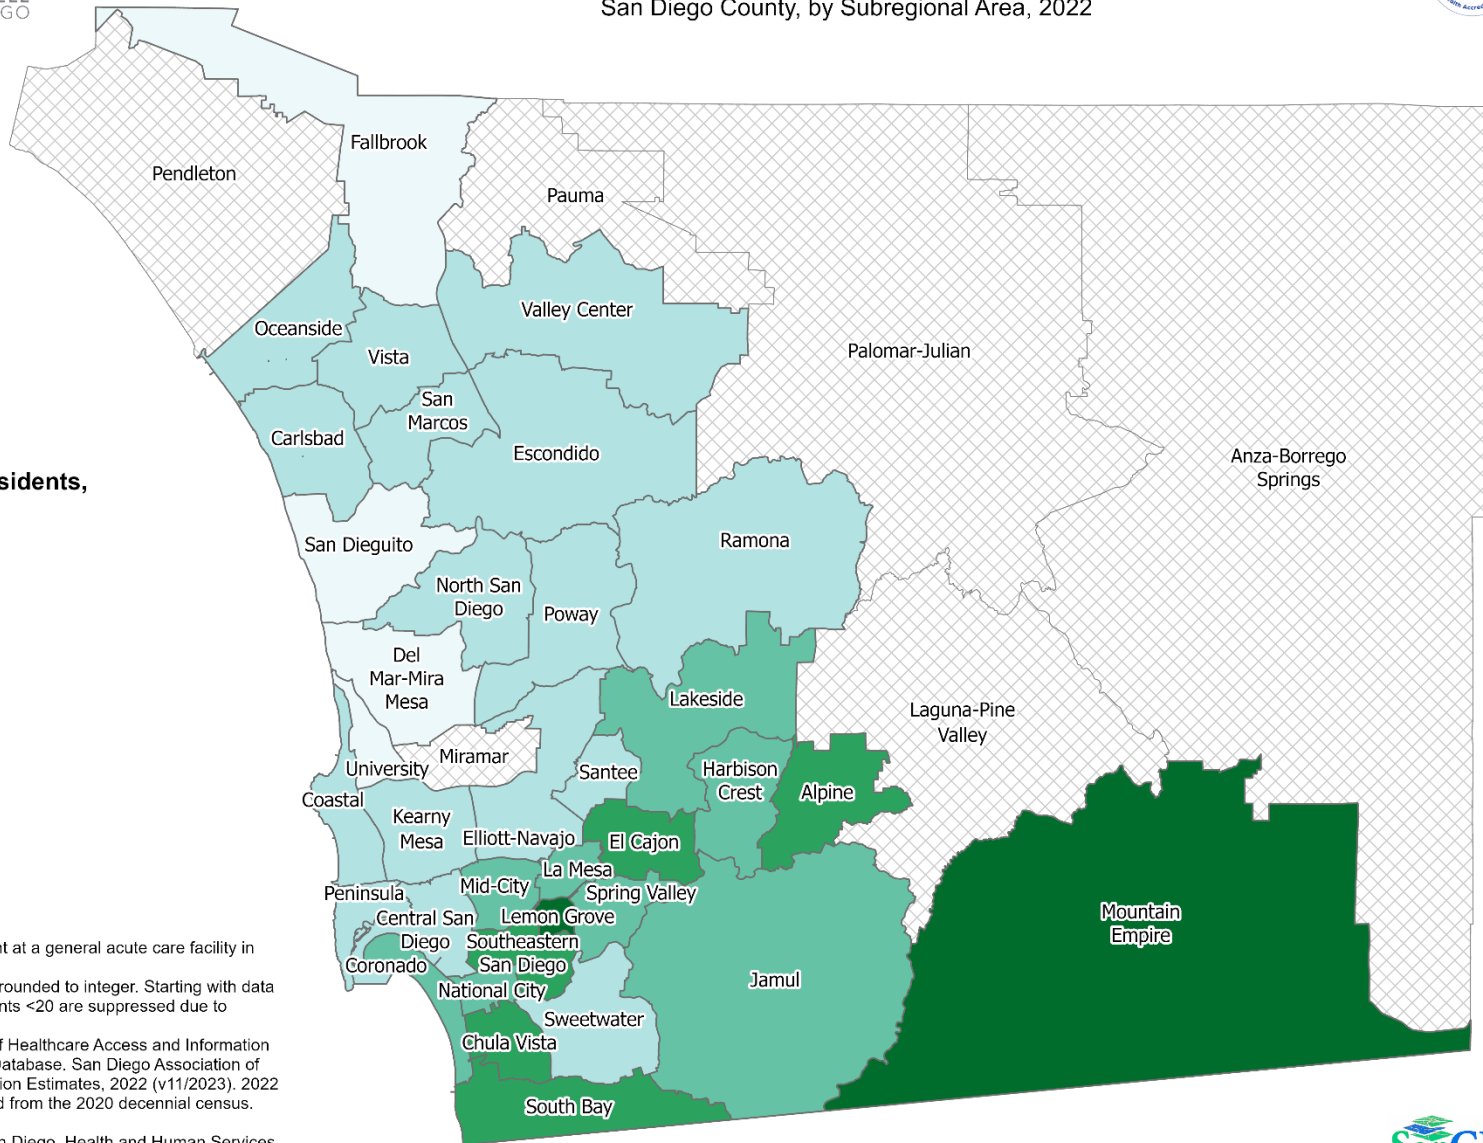 GO
San Diego County, by Subregional Area, 2022
Fallbrook
Pendleton
Pauma
Valley Center
Oceanside
Vista
Palomar-Julian
San
Marcos
Carlsbad
Escondido
Anza-Borrego
Springs
sidents,
San Dieguito
Ramona
North San
Diego
Poway
Del
Mar-Mira
Mesa
Lakeside
Laguna-Pine
Valley
Miramar
University
Santee
Harbison
Crest
Alpine
Coastal
Kearny
Mesa
Elliott-Navajo
El Cajon
La Mesa
Mid-City
Peninsula
Spring Valley
Central San
Diego
Lemon Grove
Mountain
Empire
Southeastern
San Diego
Coronado
Jamul
National City
Sweetwater
Chula Vista
South Bay
nt at a general acute care facility in
rounded to integer. Starting with data
nts <20 are suppressed due to
f Healthcare Access and Information
Database. San Diego Association of
ion Estimates, 2022 (v11/2023). 2022
d from the 2020 decennial census.
n Diego, Health and Human Services